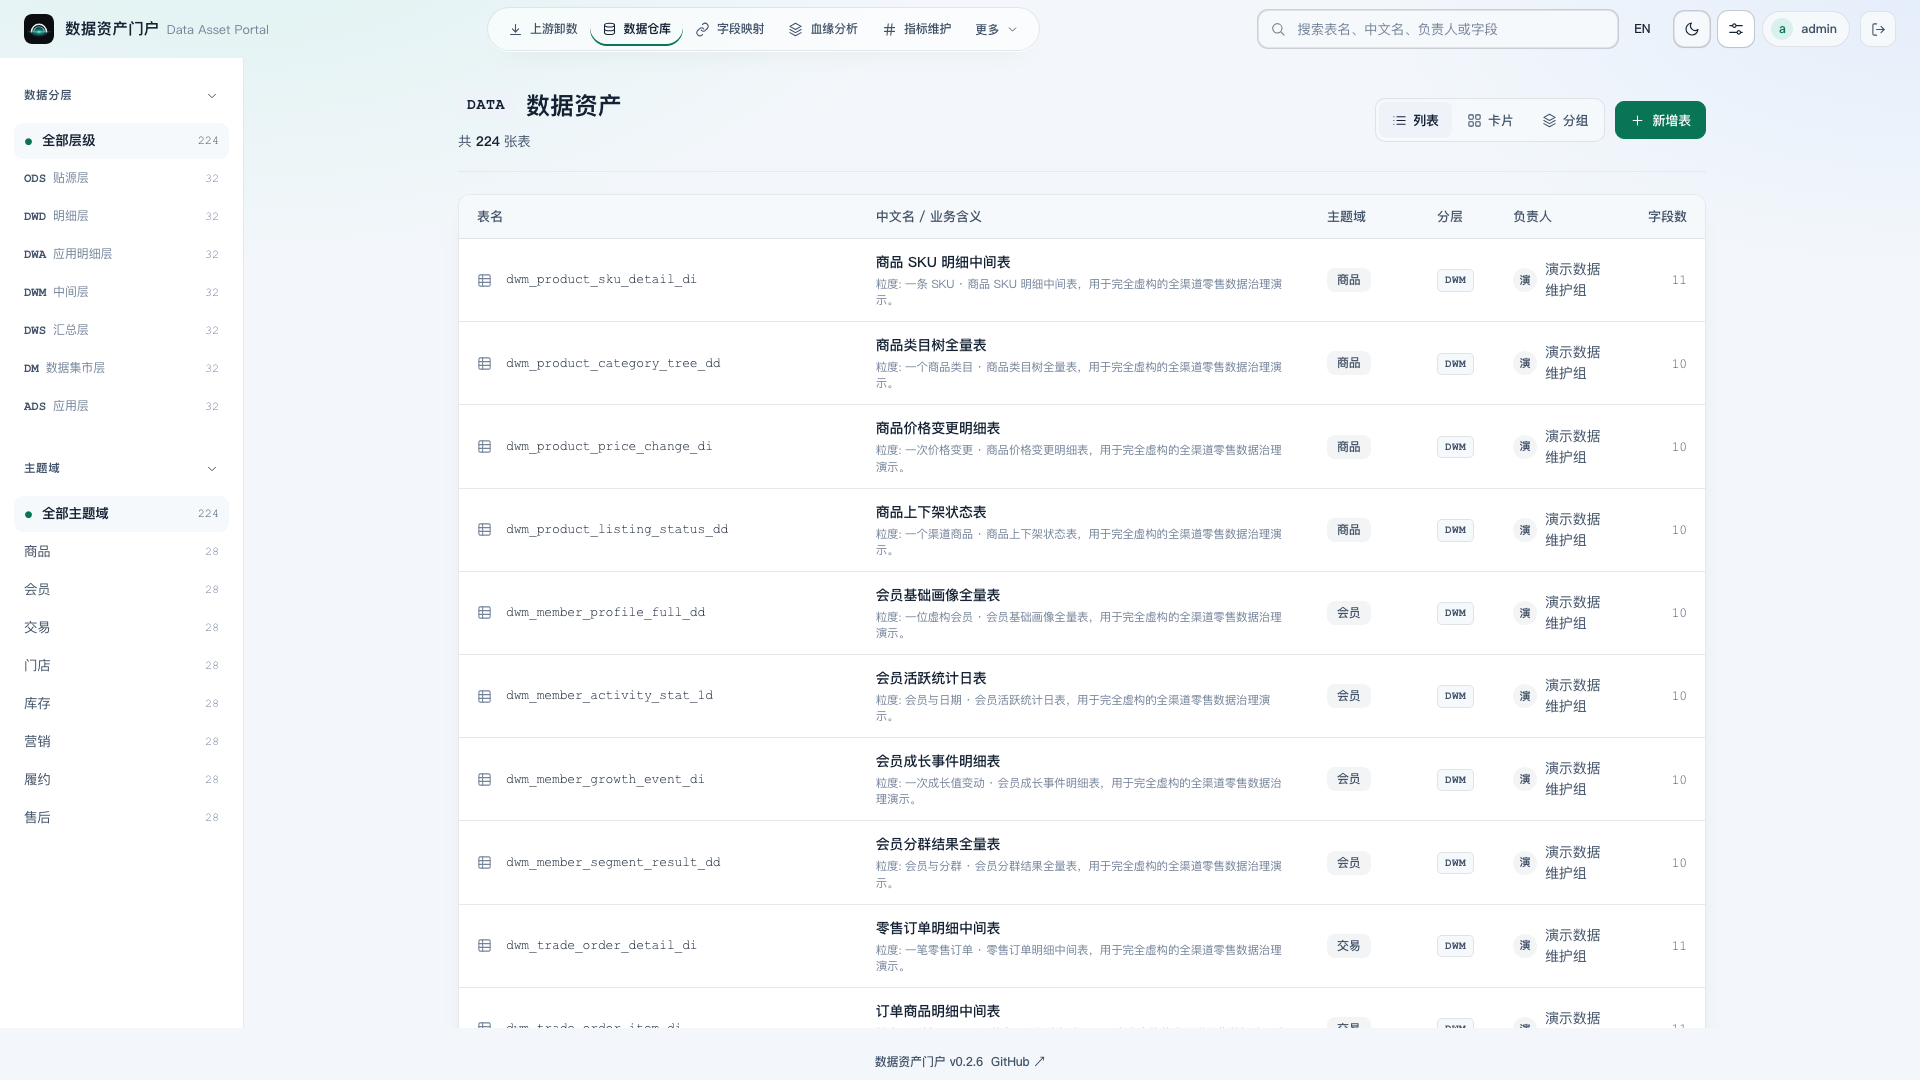 数据资产门户 Data Asset Portal
上游卸数 数据仓库 字段映射 血缘分析 指标维护 更多
搜索表名、中文名、负责人或字段
EN
a admin
数据分层
全部层级 224
ODS 贴源层 32
DWD 明细层 32
DWA 应用明细层 32
DWM 中间层 32
DWS 汇总层 32
DM 数据集市层 32
ADS 应用层 32
主题域
全部主题域 224
商品 28
会员 28
交易 28
门店 28
库存 28
营销 28
履约 28
售后 28
DATA 数据资产
共 224 张表
列表 卡片 分组
新增表
表名 中文名 / 业务含义 主题域 分层 负责人 字段数
dwm_product_sku_detail_di
商品 SKU 明细中间表
粒度: 一条 SKU · 商品 SKU 明细中间表，用于完全虚构的全渠道零售数据治理演
示。
商品 DWM 演 演示数据
维护组
11
dwm_product_category_tree_dd
商品类目树全量表
粒度: 一个商品类目 · 商品类目树全量表，用于完全虚构的全渠道零售数据治理演
示。
商品 DWM 演 演示数据
维护组
10
dwm_product_price_change_di
商品价格变更明细表
粒度: 一次价格变更 · 商品价格变更明细表，用于完全虚构的全渠道零售数据治理
演示。
商品 DWM 演 演示数据
维护组
10
dwm_product_listing_status_dd
商品上下架状态表
粒度: 一个渠道商品 · 商品上下架状态表，用于完全虚构的全渠道零售数据治理演
示。
商品 DWM 演 演示数据
维护组
10
dwm_member_profile_full_dd
会员基础画像全量表
粒度: 一位虚构会员 · 会员基础画像全量表，用于完全虚构的全渠道零售数据治理
演示。
会员 DWM 演 演示数据
维护组
10
dwm_member_activity_stat_1d
会员活跃统计日表
粒度: 会员与日期 · 会员活跃统计日表，用于完全虚构的全渠道零售数据治理演
示。
会员 DWM 演 演示数据
维护组
10
dwm_member_growth_event_di
会员成长事件明细表
粒度: 一次成长值变动 · 会员成长事件明细表，用于完全虚构的全渠道零售数据治
理演示。
会员 DWM 演 演示数据
维护组
10
dwm_member_segment_result_dd
会员分群结果全量表
粒度: 会员与分群 · 会员分群结果全量表，用于完全虚构的全渠道零售数据治理演
示。
会员 DWM 演 演示数据
维护组
10
dwm_trade_order_detail_di
零售订单明细中间表
粒度: 一笔零售订单 · 零售订单明细中间表，用于完全虚构的全渠道零售数据治理
演示。
交易 DWM 演 演示数据
维护组
11
dwm_trade_order_item_di
订单商品明细中间表
交易 DWM 演 演示数据
11
数据资产门户 v0.2.6 GitHub ↗